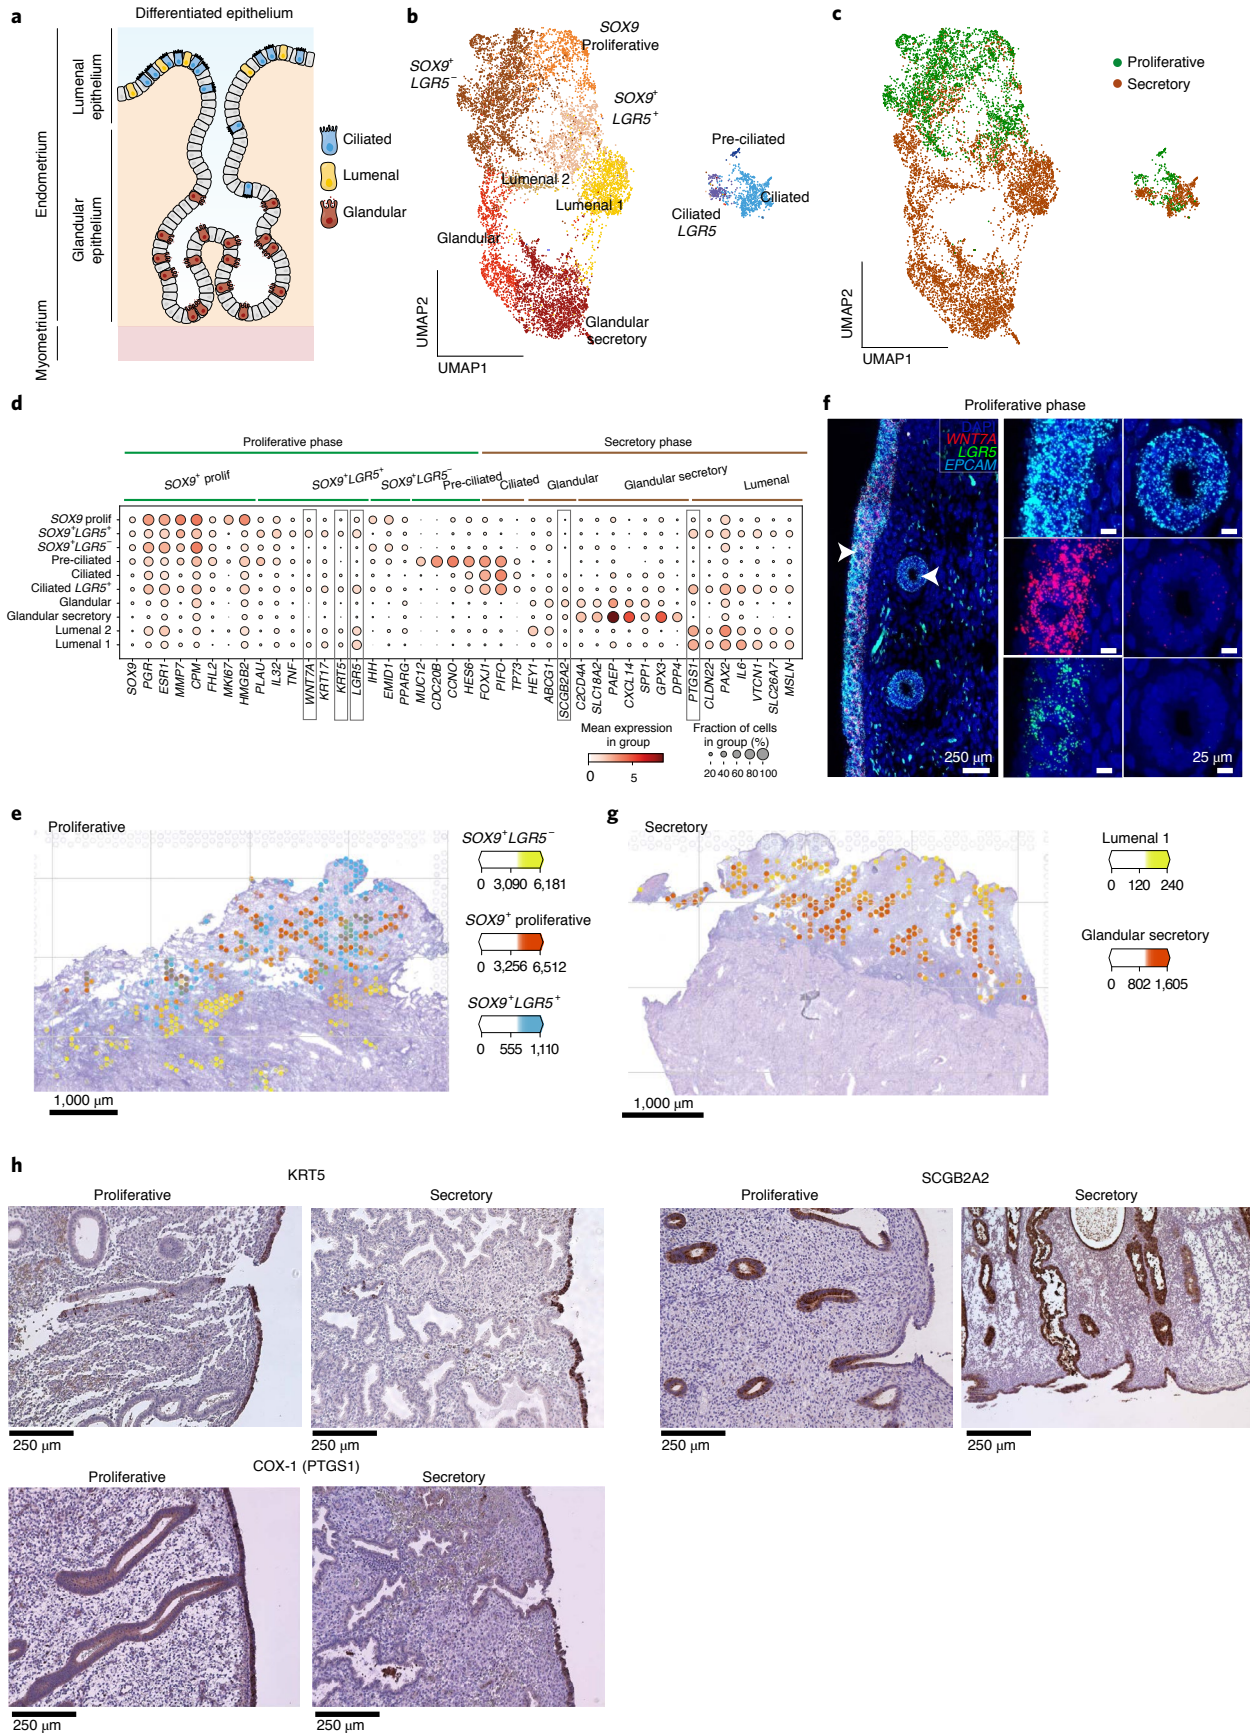 a
Differentiated epithelium
Endometrium
Myometrium
Lumenal
epithelium
Glandular
epithelium
Ciliated
Lumenal
Glandular
b
SOX9
Proliferative
SOX9⁺
LGR5⁻
SOX9⁺
LGR5⁺
Pre-ciliated
Lumenal 2
Lumenal 1
Ciliated
Ciliated
LGR5
Glandular
Glandular
secretory
UMAP2
UMAP1
c
Proliferative
Secretory
UMAP2
UMAP1
d
Proliferative phase
Secretory phase
SOX9⁺ prolif
SOX9⁺LGR5⁺
SOX9⁺LGR5⁻
Pre-ciliated
Ciliated
Glandular
Glandular secretory
Lumenal
SOX9 prolif
SOX9⁺LGR5⁺
SOX9⁺LGR5⁻
Pre-ciliated
Ciliated
Ciliated LGR5⁺
Glandular
Glandular secretory
Lumenal 2
Lumenal 1
SOX9 PGR ESR1 MMP7 CPM1 FHL2 MKI67 HMGB2 PLAU IL32 TNF WNT7A KRT17 KRT5 LGR5 IHH EMID1 PPARG MUC12 CDC20B CCNO HES6 FOXJ1 PIFO TP73 HEY1 ABCG1 SCGB2A2 C2CD4A SLC18A2 PAEP CXCL14 SPP1 GPX3 DPP4 PTGS1 CLDN22 PAX2 IL6 VTCN1 SLC26A7 MSLN
Mean expression
in group
0 5
Fraction of cells
in group (%)
20 40 60 80 100
f
Proliferative phase
DAPI
WNT7A
LGR5
EPCAM
250 μm
25 μm
e
Proliferative
SOX9⁺LGR5⁻
0 3,090 6,181
SOX9⁺ proliferative
0 3,256 6,512
SOX9⁺LGR5⁺
0 555 1,110
1,000 μm
g
Secretory
Lumenal 1
0 120 240
Glandular secretory
0 802 1,605
1,000 μm
h
KRT5
Proliferative
Secretory
250 μm
250 μm
SCGB2A2
Proliferative
Secretory
250 μm
250 μm
COX-1 (PTGS1)
Proliferative
Secretory
250 μm
250 μm